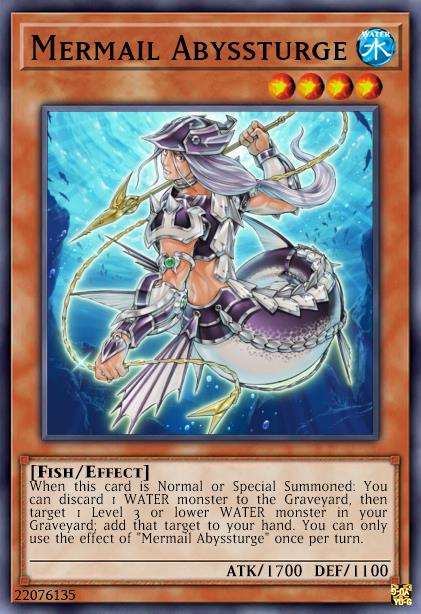 Mermail Abyssturge
WATER
水
[Fish/Effect]
When this card is Normal or Special Summoned: You
can discard 1 WATER monster to the Graveyard, then
target 1 Level 3 or lower WATER monster in your
Graveyard; add that target to your hand. You can only
use the effect of "Mermail Abyssturge" once per turn.
ATK/1700 DEF/1100
22076135